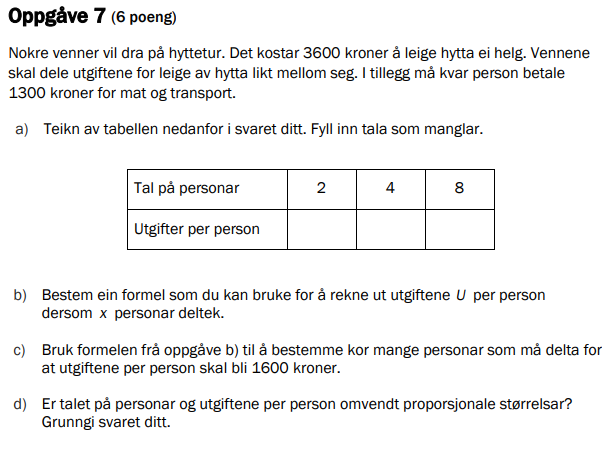 Oppgåve 7 (6 poeng)
Nokre venner vil dra på hyttetur. Det kostar 3600 kroner å leige hytta ei helg. Vennene
skal dele utgiftene for leige av hytta likt mellom seg. I tillegg må kvar person betale
1300 kroner for mat og transport.
a) Teikn av tabellen nedanfor i svaret ditt. Fyll inn tala som manglar.
Tal på personar 2 4 8
Utgifter per person
b) Bestem ein formel som du kan bruke for å rekne ut utgiftene U per person
dersom x personar deltek.
c) Bruk formelen frå oppgåve b) til å bestemme kor mange personar som må delta for
at utgiftene per person skal bli 1600 kroner.
d) Er talet på personar og utgiftene per person omvendt proporsjonale størrelsar?
Grunngi svaret ditt.